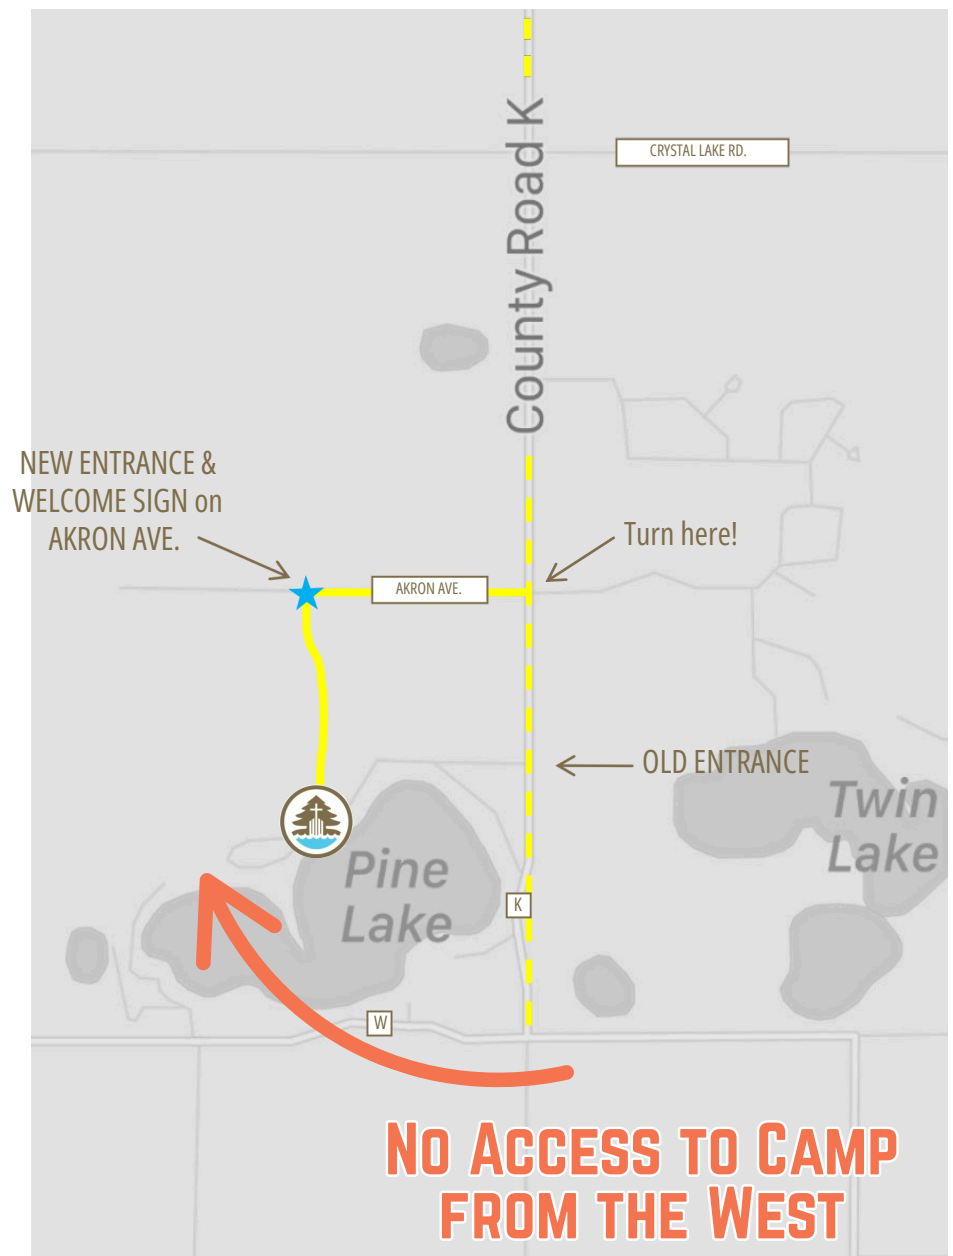 County Road K
CRYSTAL LAKE RD.
NEW ENTRANCE &
WELCOME SIGN on
AKRON AVE.
Turn here!
AKRON AVE.
OLD ENTRANCE
Twin
Lake
Pine
Lake
K
W
No Access to Camp
from the West